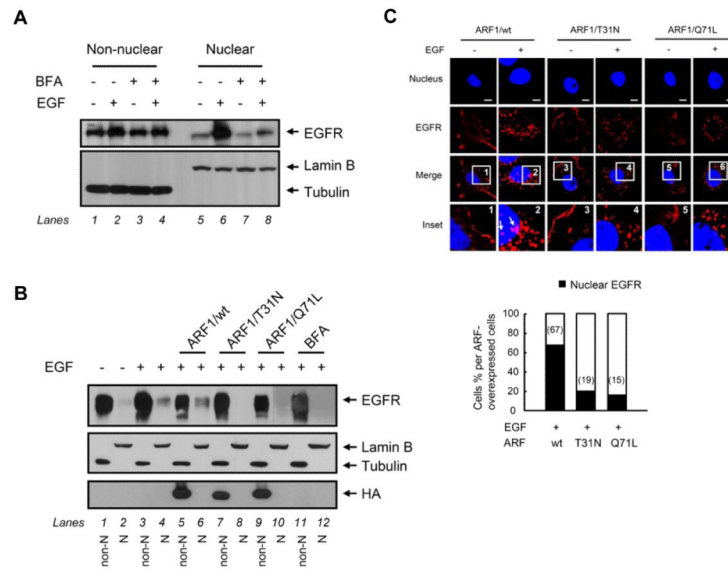 A
Non-nuclear Nuclear
BFA - - + + - - + +
EGF - + - + - + - +
EGFR
Lamin B
Tubulin
Lanes 1 2 3 4 5 6 7 8
B
ARF1/wt ARF1/T31N ARF1/Q71L BFA
EGF - - + + + + + + + + + +
EGFR
Lamin B
Tubulin
HA
Lanes 1 2 3 4 5 6 7 8 9 10 11 12
non-N N non-N N non-N N non-N N non-N N non-N N
C
ARF1/wt ARF1/T31N ARF1/Q71L
EGF - + - + - +
Nucleus
EGFR
Merge 1 2 3 4 5 6
Inset 1 2 3 4 5 6
Nuclear EGFR
Cells % per ARF-
overexpressed cells
100
80
60
40
20
0
(67) (19) (15)
EGF + + +
ARF wt T31N Q71L